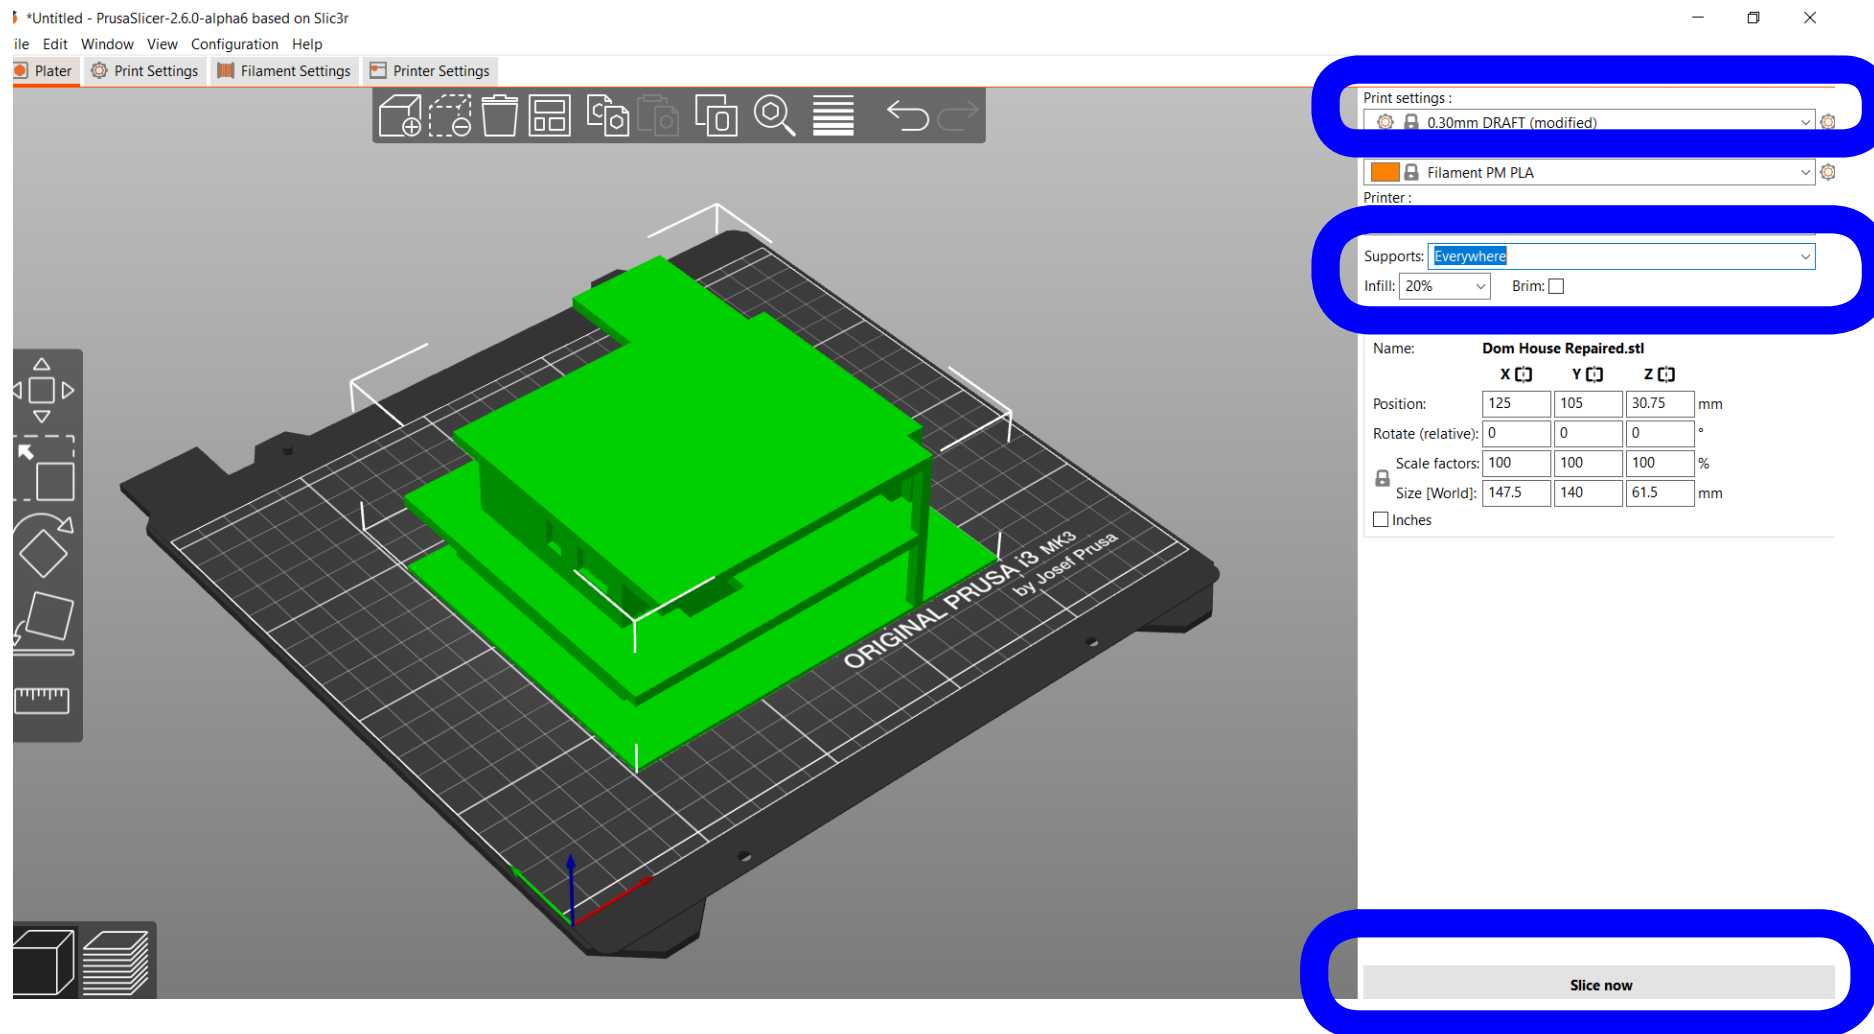 *Untitled - PrusaSlicer-2.6.0-alpha6 based on Slic3r
ile Edit Window View Configuration Help
Plater Print Settings Filament Settings Printer Settings
Print settings :
0.30mm DRAFT (modified)
Filament PM PLA
Printer :
Supports: Everywhere
Infill: 20% Brim:
Name: Dom House Repaired.stl
X Y Z
Position: 125 105 30.75 mm
Rotate (relative): 0 0 0 °
Scale factors: 100 100 100 %
Size [World]: 147.5 140 61.5 mm
Inches
ORIGINAL PRUSA i3 MK3
by Josef Prusa
Slice now